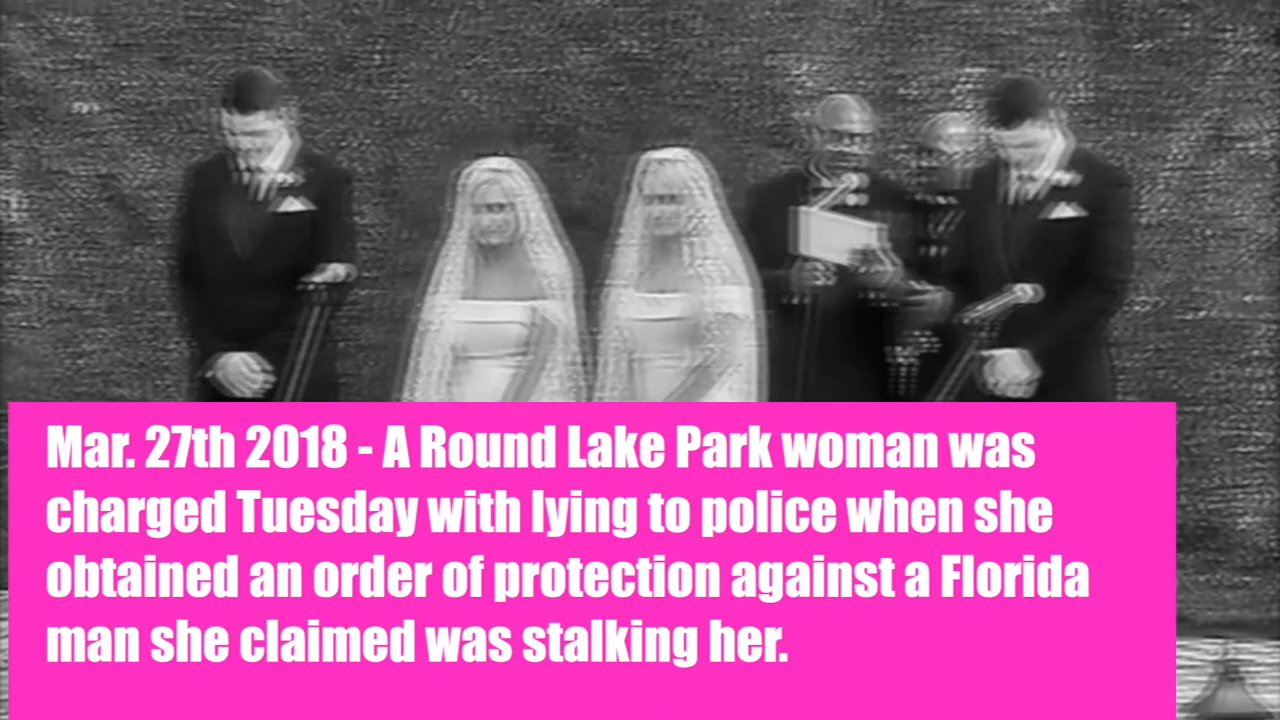 Mar. 27th 2018 - A Round Lake Park woman was
charged Tuesday with lying to police when she
obtained an order of protection against a Florida
man she claimed was stalking her.